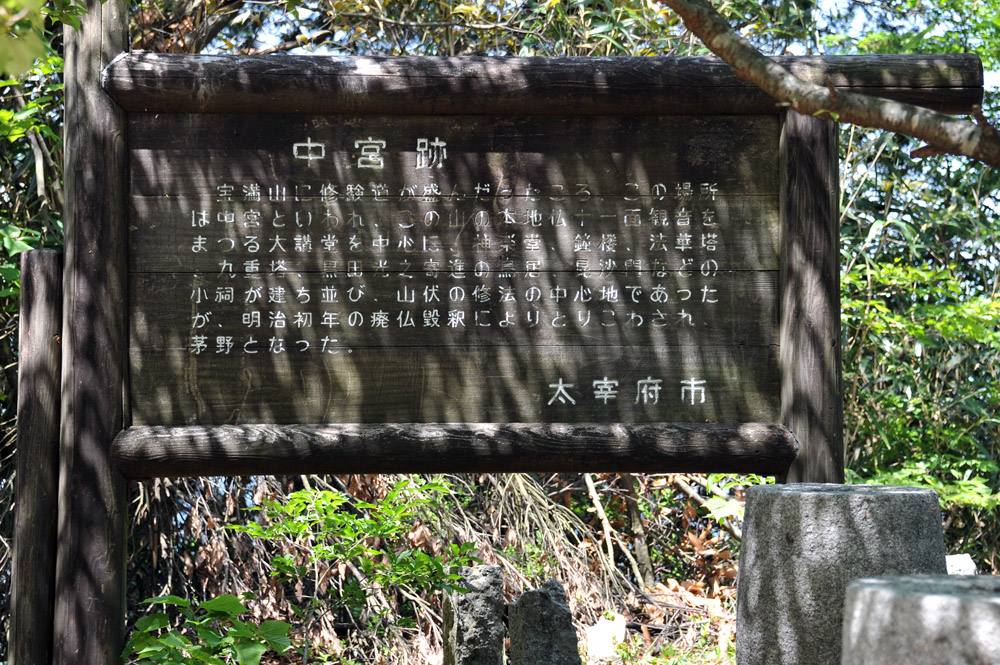 中宮跡
宝満山に修験道が盛んだったころ、この場所
は中宮といわれ、この山の本地仏十一面観音を
まつる大講堂を中心に、神楽堂、鐘楼、法華塔
、九重塔、黒田光之寄進の鳥居、毘沙門などの
小祠が建ち並び、山伏の修法の中心地であった
が、明治初年の廃仏毀釈によりとりこわされ、
茅野となった。
太宰府市